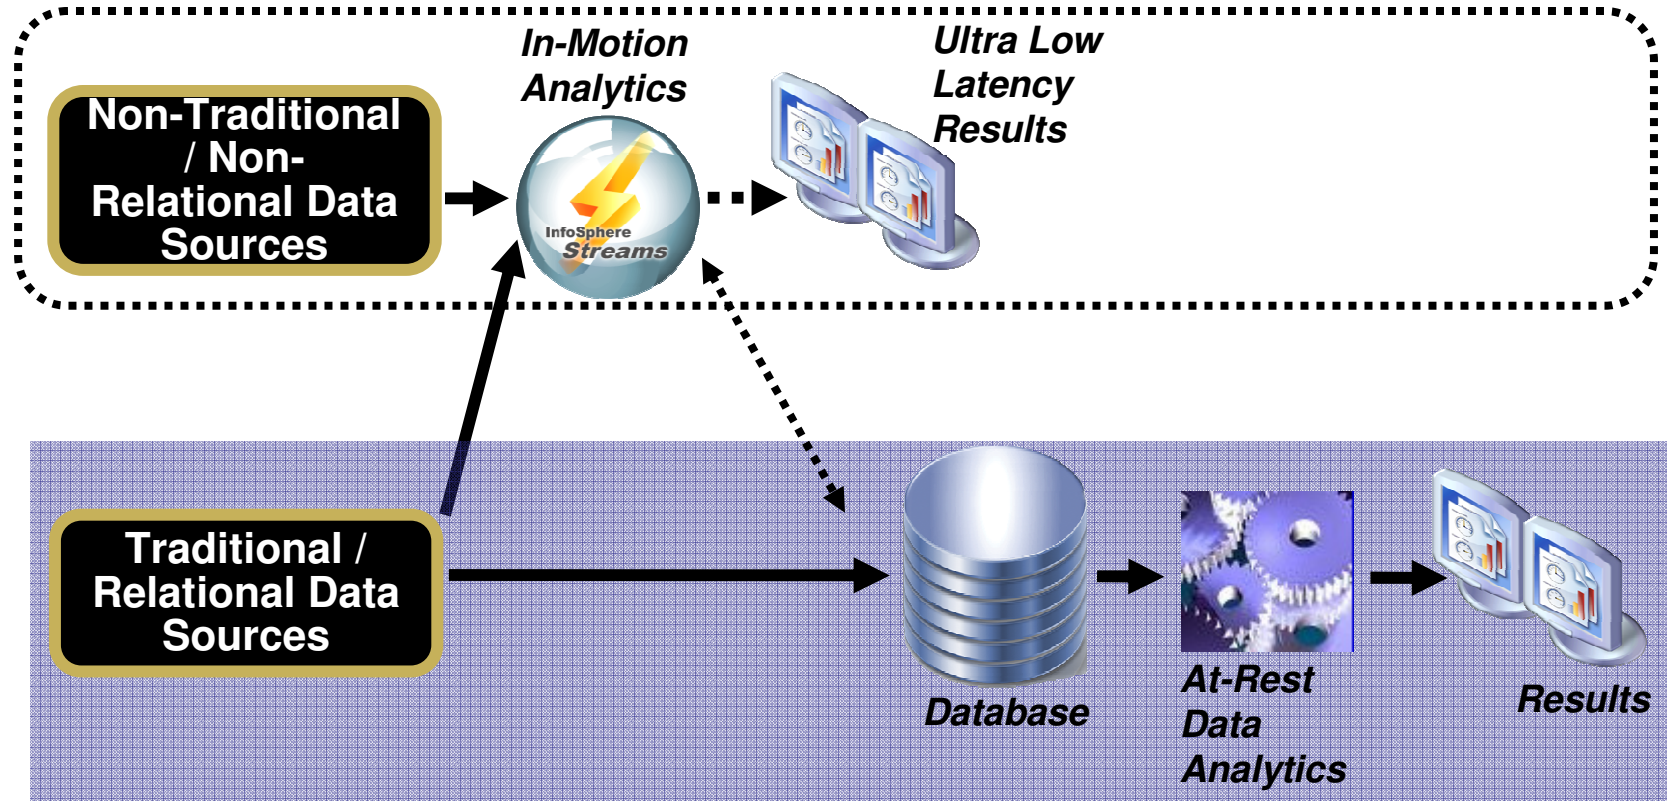 In-Motion
Analytics
Ultra Low
Latency
Results
Non-Traditional
/ Non-
Relational Data
Sources
InfoSphere
Streams
Traditional /
Relational Data
Sources
Database
At-Rest
Data
Analytics
Results